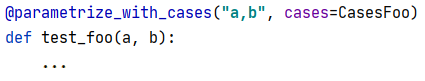 @parametrize_with_cases("a,b", cases=CasesFoo)
def test_foo(a, b):
    ...